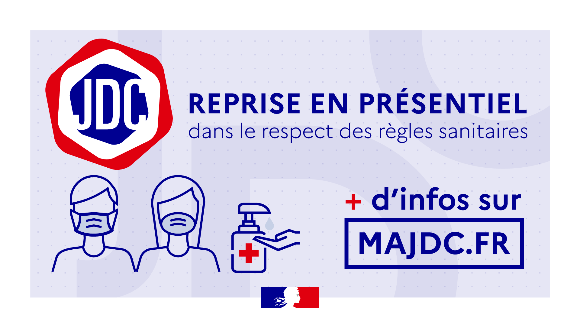 JDC
REPRISE EN PRÉSENTIEL
dans le respect des règles sanitaires
+ d'infos sur
MAJDC.FR